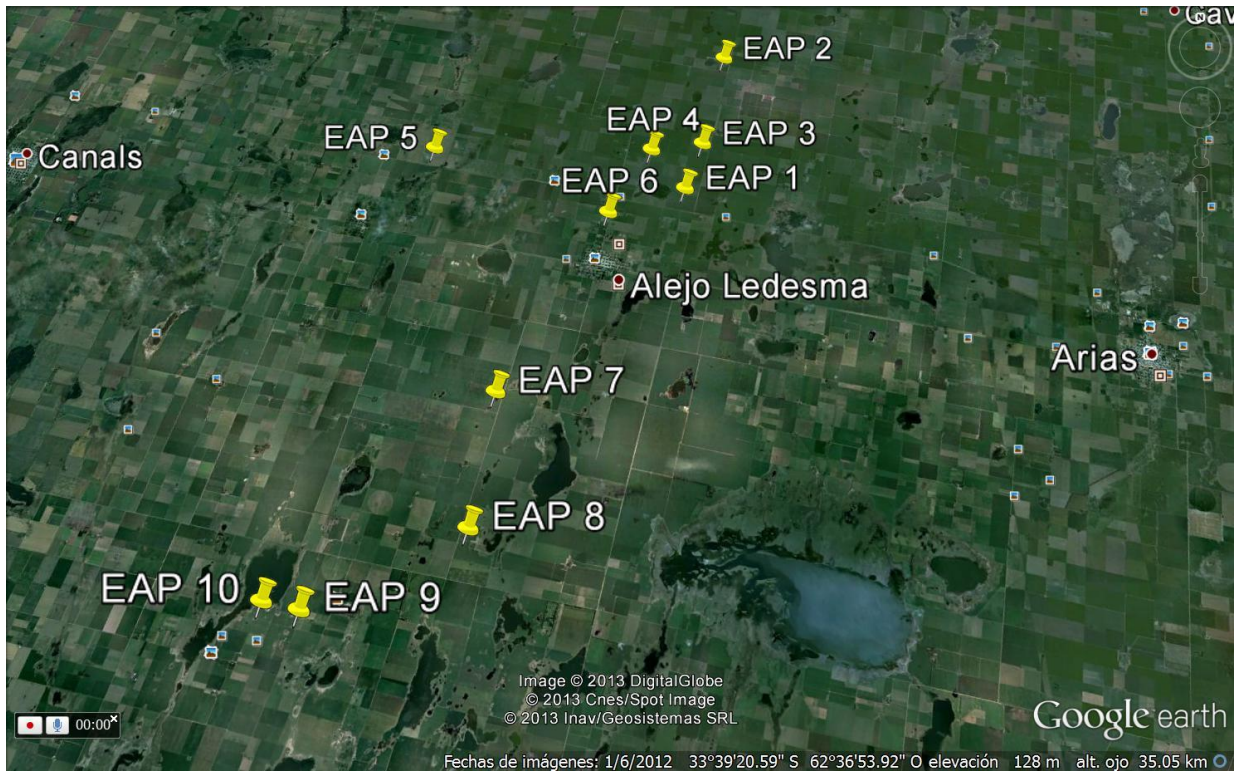 Cav
N
EAP 2
EAP 4
EAP 3
EAP 5
Canals
EAP 6
EAP 1
Alejo Ledesma
Arias
EAP 7
EAP 8
EAP 10
EAP 9
Image © 2013 DigitalGlobe
© 2013 Cnes/Spot Image
© 2013 Inav/Geosistemas SRL
00:00
Google earth
Fechas de imágenes: 1/6/2012 33°39'20.59" S 62°36'53.92" O elevación 128 m alt. ojo 35.05 km